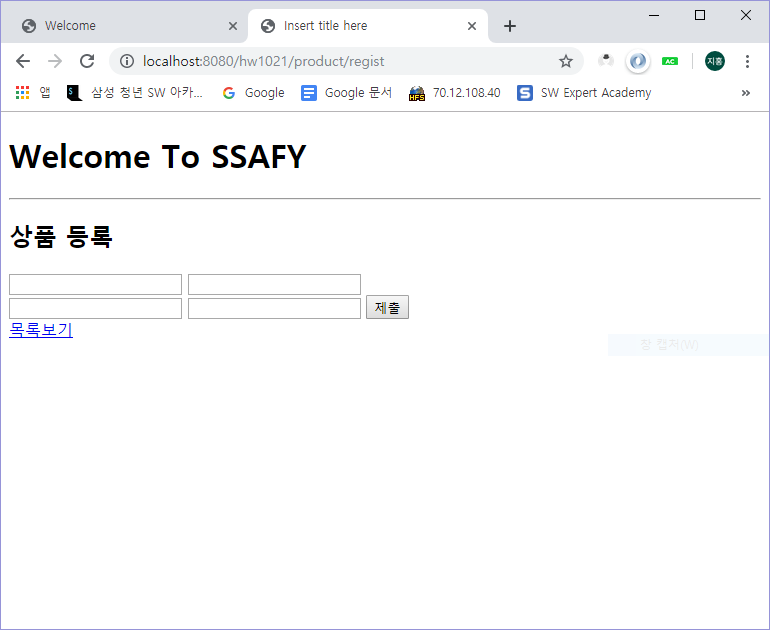 Welcome
Insert title here
localhost:8080/hw1021/product/regist
AC
지홍
앱 삼성 청년 SW 아카... Google Google 문서 HFS 70.12.108.40 S SW Expert Academy »
Welcome To SSAFY
상품 등록
제출
목록보기
창 캡처(W)